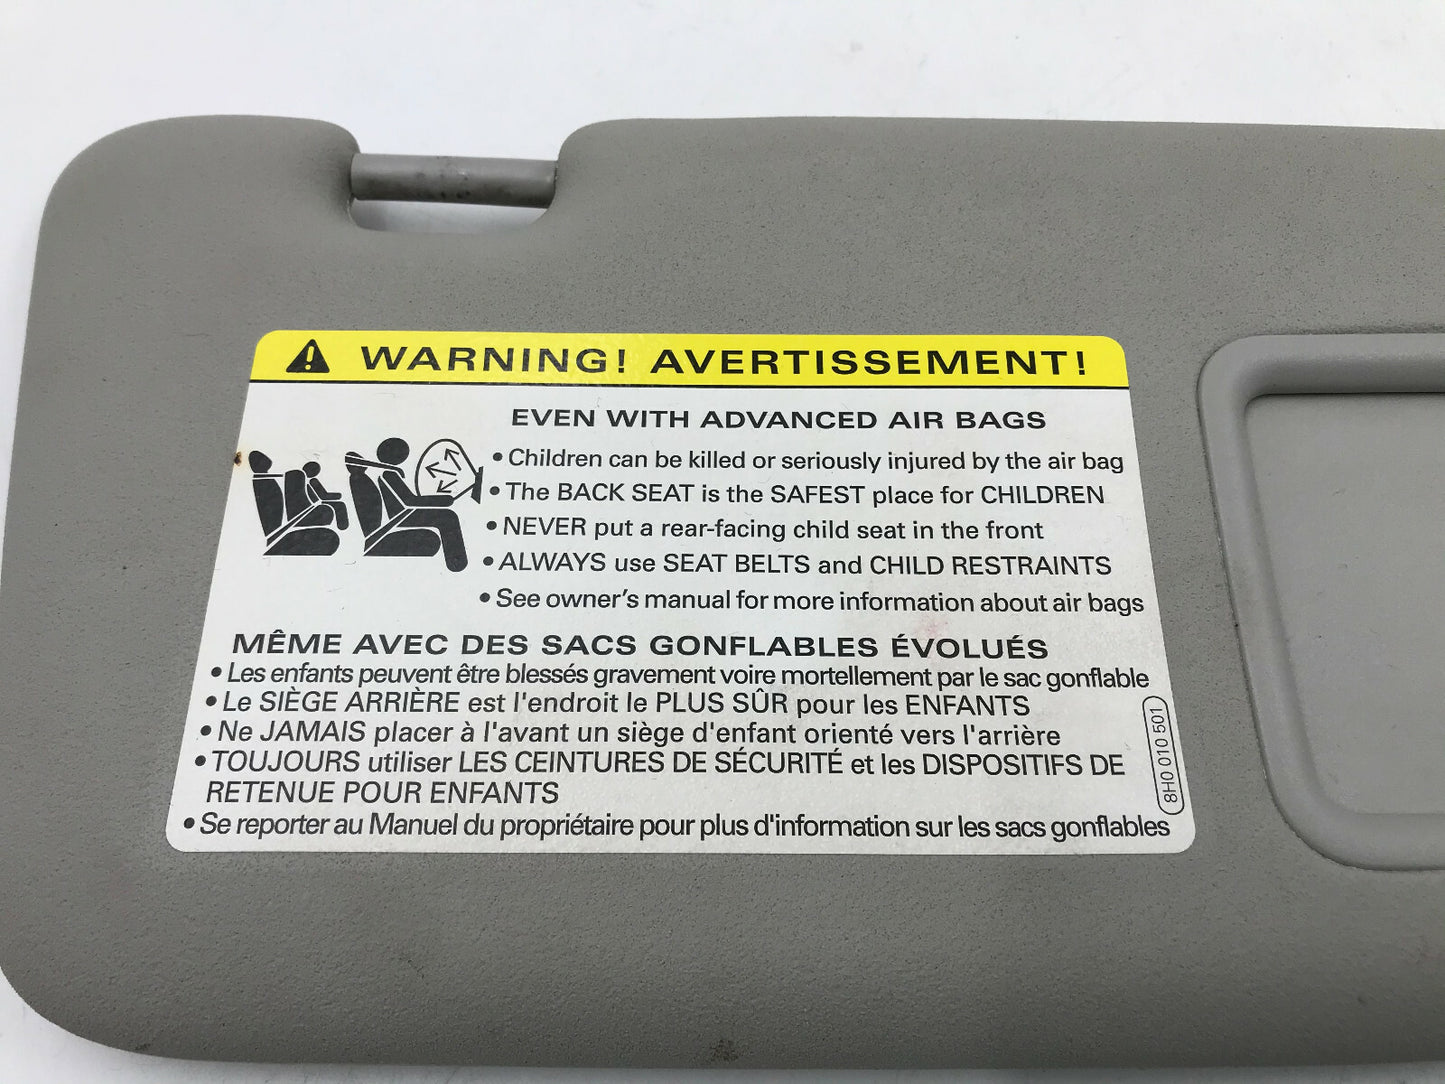 WARNING! AVERTISSEMENT!
EVEN WITH ADVANCED AIR BAGS
• Children can be killed or seriously injured by the air bag
• The BACK SEAT is the SAFEST place for CHILDREN
• NEVER put a rear-facing child seat in the front
• ALWAYS use SEAT BELTS and CHILD RESTRAINTS
• See owner's manual for more information about air bags
MÊME AVEC DES SACS GONFLABLES ÉVOLUÉS
• Les enfants peuvent être blessés gravement voire mortellement par le sac gonflable
• Le SIÈGE ARRIÈRE est l'endroit le PLUS SÛR pour les ENFANTS
• Ne JAMAIS placer à l'avant un siège d'enfant orienté vers l'arrière
• TOUJOURS utiliser LES CEINTURES DE SÉCURITÉ et les DISPOSITIFS DE
RETENUE POUR ENFANTS
• Se reporter au Manuel du propriétaire pour plus d'information sur les sacs gonflables
8H0 010 501